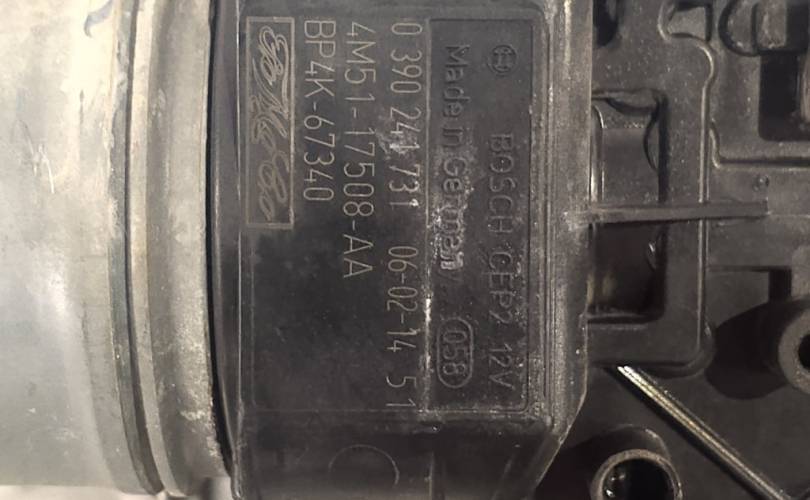 BOSCH CEP2 12V
Made in Germany 058
0 390 241 731 06-02-14 51
4M51-17508-AA
BP4K-67340
FoMoCo